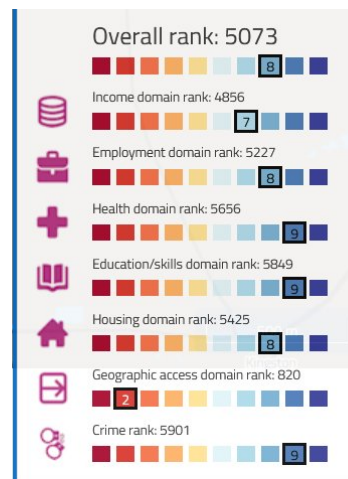 Overall rank: 5073
8
Income domain rank: 4856
7
Employment domain rank: 5227
8
Health domain rank: 5656
9
Education/skills domain rank: 5849
9
Housing domain rank: 5425
8
Geographic access domain rank: 820
2
Crime rank: 5901
9